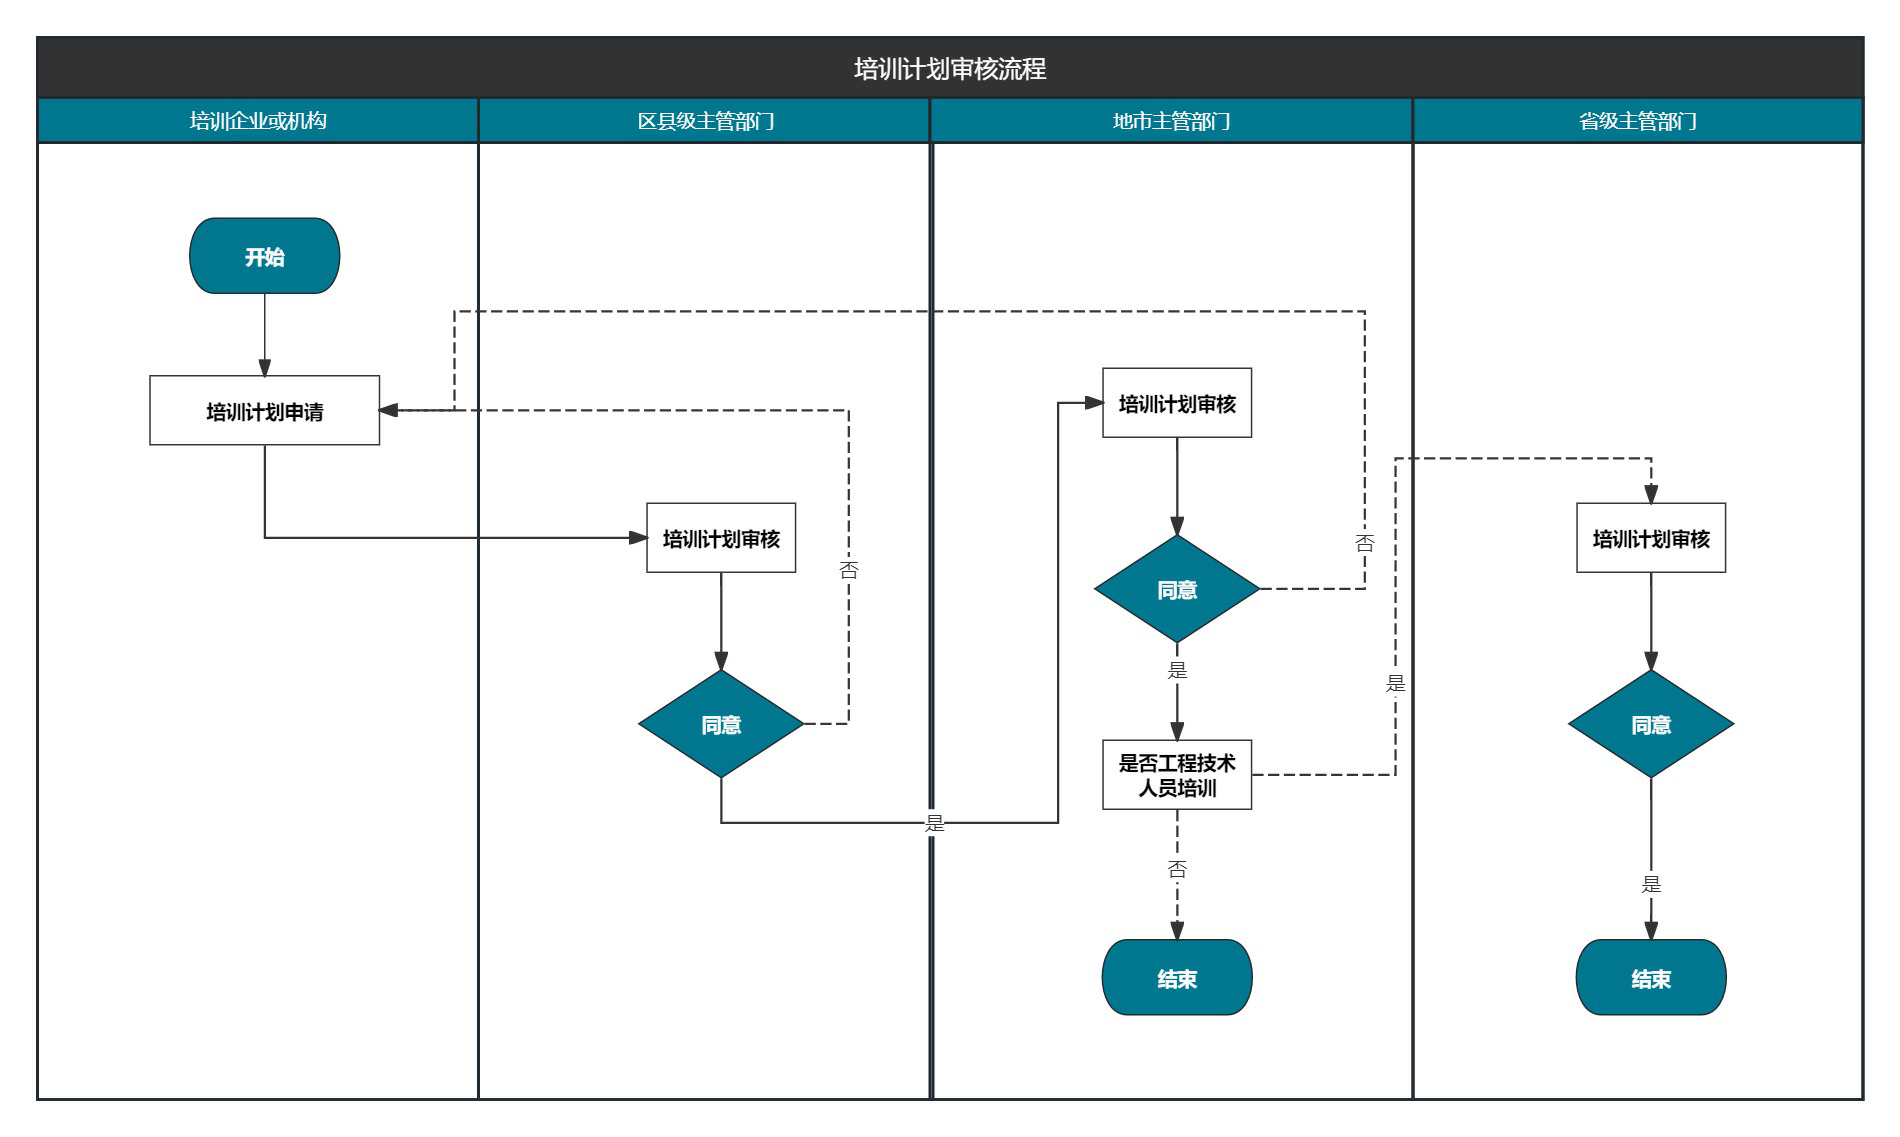 培训计划审核流程
培训企业或机构
区县级主管部门
地市主管部门
省级主管部门
开始
培训计划申请
培训计划审核
否
同意
是
培训计划审核
同意
否
是
是否工程技术
人员培训
是
否
结束
培训计划审核
同意
是
结束